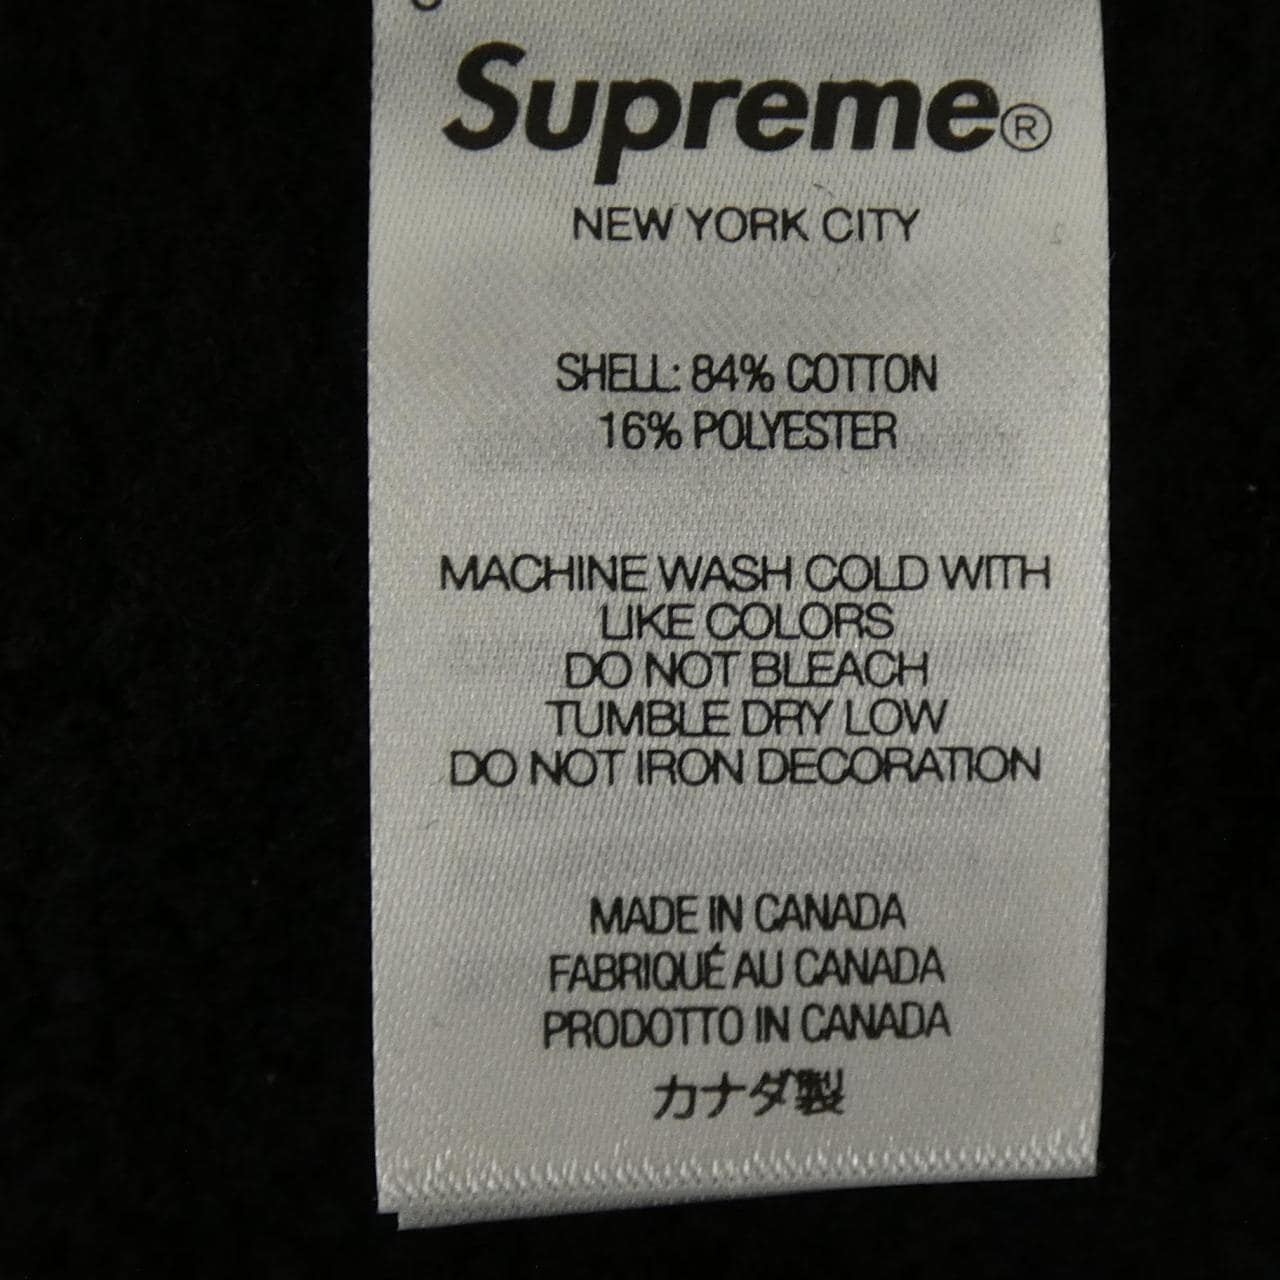 Supreme®
NEW YORK CITY
SHELL: 84% COTTON
16% POLYESTER
MACHINE WASH COLD WITH
LIKE COLORS
DO NOT BLEACH
TUMBLE DRY LOW
DO NOT IRON DECORATION
MADE IN CANADA
FABRIQUÉ AU CANADA
PRODOTTO IN CANADA
カナダ製